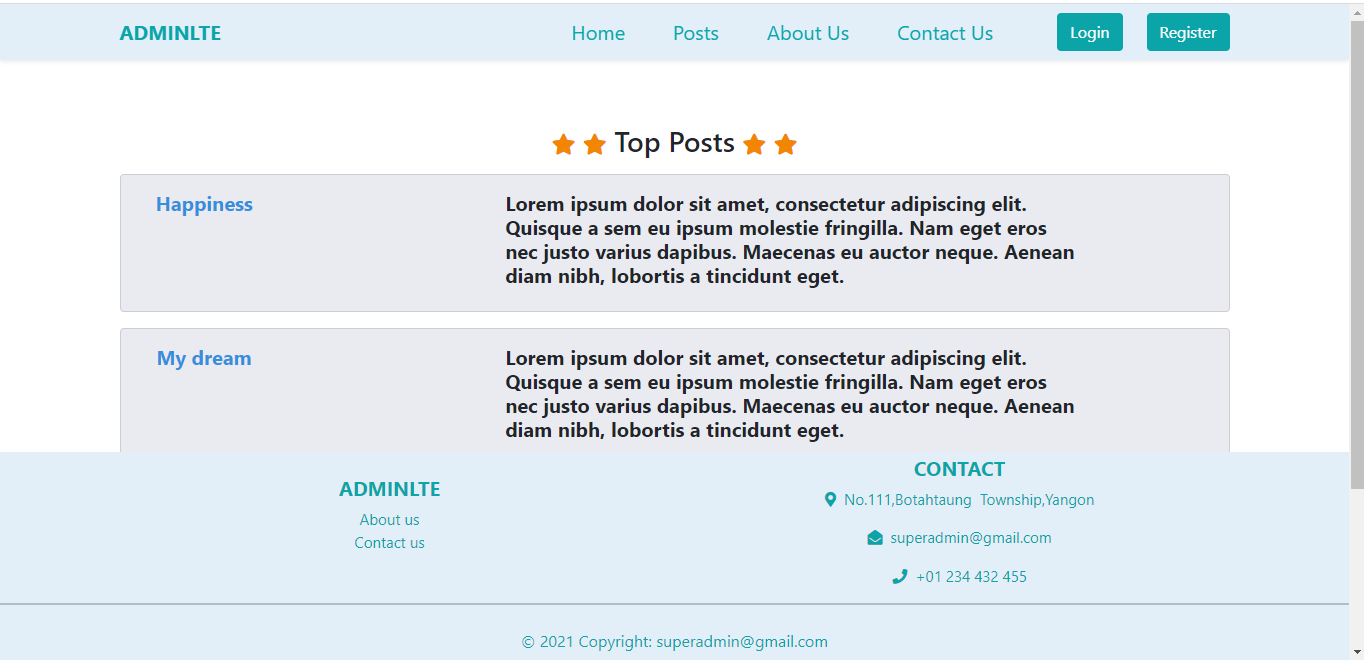 ADMINLTE
Home Posts About Us Contact Us Login Register
Top Posts
Happiness
Lorem ipsum dolor sit amet, consectetur adipiscing elit.
Quisque a sem eu ipsum molestie fringilla. Nam eget eros
nec justo varius dapibus. Maecenas eu auctor neque. Aenean
diam nibh, lobortis a tincidunt eget.
My dream
Lorem ipsum dolor sit amet, consectetur adipiscing elit.
Quisque a sem eu ipsum molestie fringilla. Nam eget eros
nec justo varius dapibus. Maecenas eu auctor neque. Aenean
diam nibh, lobortis a tincidunt eget.
ADMINLTE
About us
Contact us
CONTACT
No.111,Botahtaung Township,Yangon
superadmin@gmail.com
+01 234 432 455
© 2021 Copyright: superadmin@gmail.com